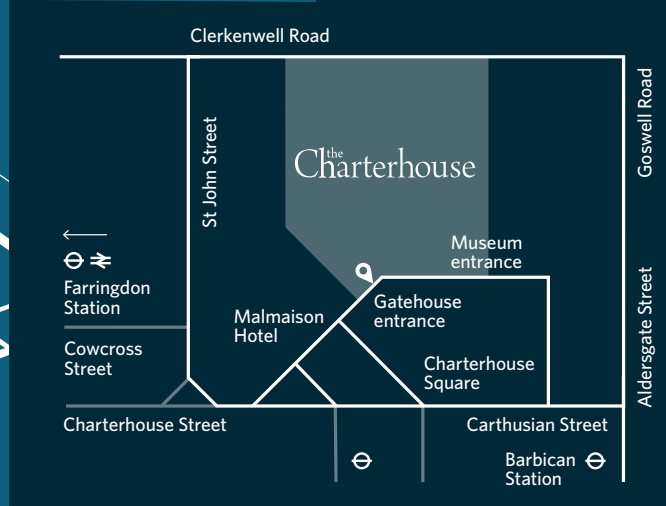 Clerkenwell Road
Goswell Road
St John Street
the
Charterhouse
Museum
entrance
Farringdon
Station
Gatehouse
entrance
Malmaison
Hotel
Aldersgate Street
Cowcross
Street
Charterhouse
Square
Charterhouse Street
Carthusian Street
Barbican
Station